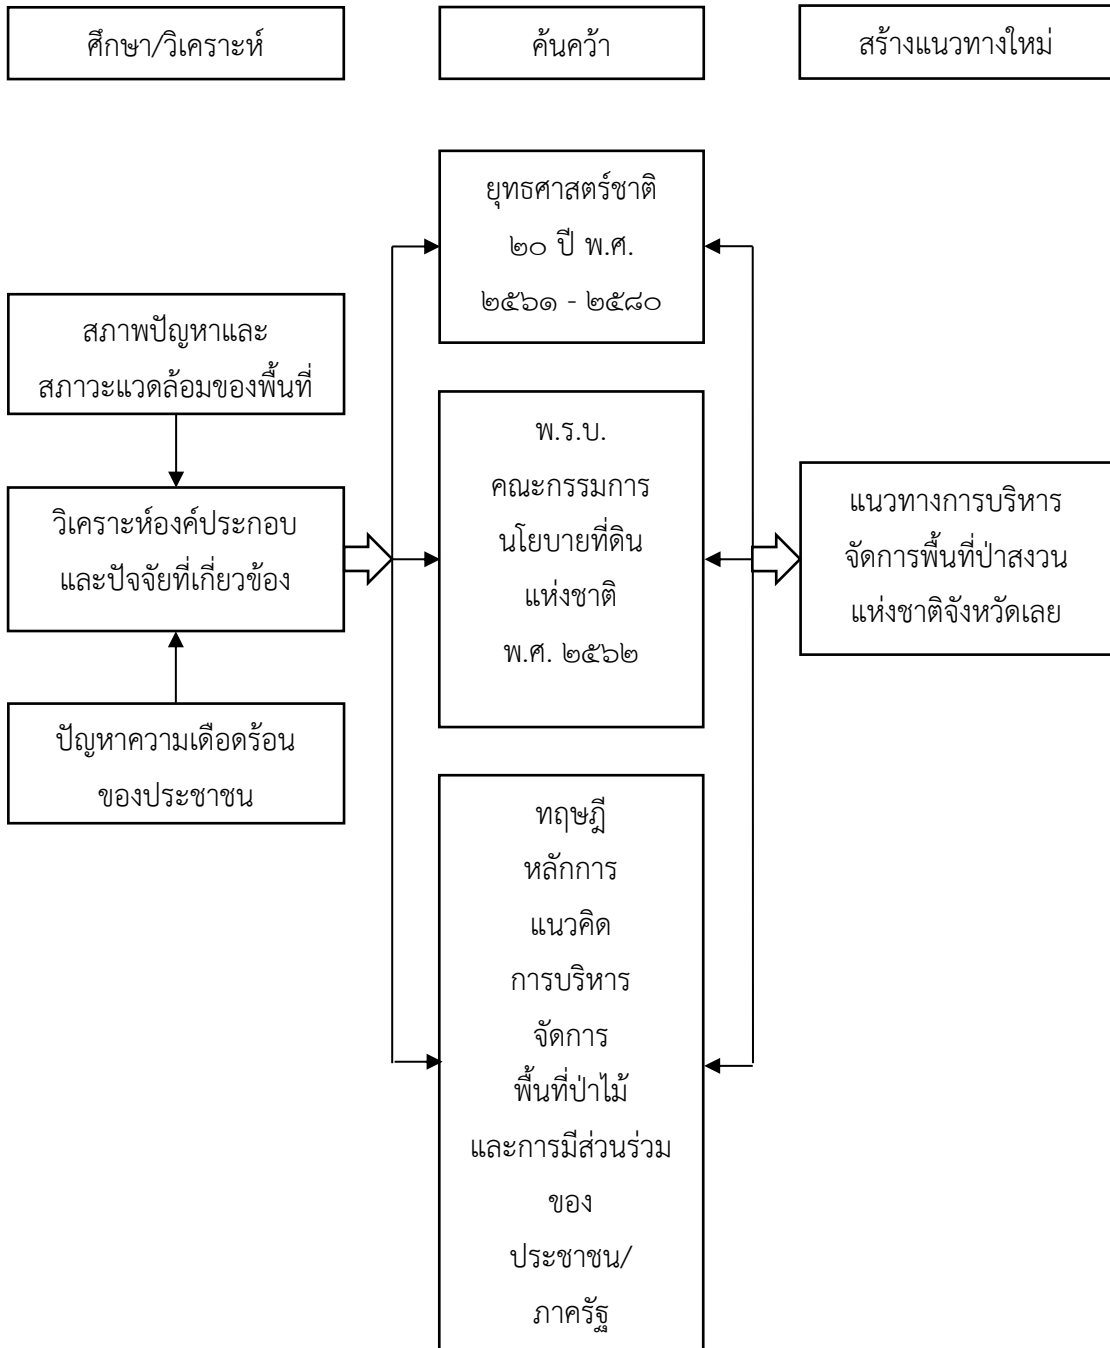 ศึกษา/วิเคราะห์
ค้นคว้า
สร้างแนวทางใหม่
สภาพปัญหาและ
สภาวะแวดล้อมของพื้นที่
วิเคราะห์องค์ประกอบ
และปัจจัยที่เกี่ยวข้อง
ปัญหาความเดือดร้อน
ของประชาชน
ยุทธศาสตร์ชาติ
๒๐ ปี พ.ศ.
๒๕๖๑ - ๒๕๘๐
พ.ร.บ.
คณะกรรมการ
นโยบายที่ดิน
แห่งชาติ
พ.ศ. ๒๕๖๒
ทฤษฎี
หลักการ
แนวคิด
การบริหาร
จัดการ
พื้นที่ป่าไม้
และการมีส่วนร่วม
ของ
ประชาชน/
ภาครัฐ
แนวทางการบริหาร
จัดการพื้นที่ป่าสงวน
แห่งชาติจังหวัดเลย